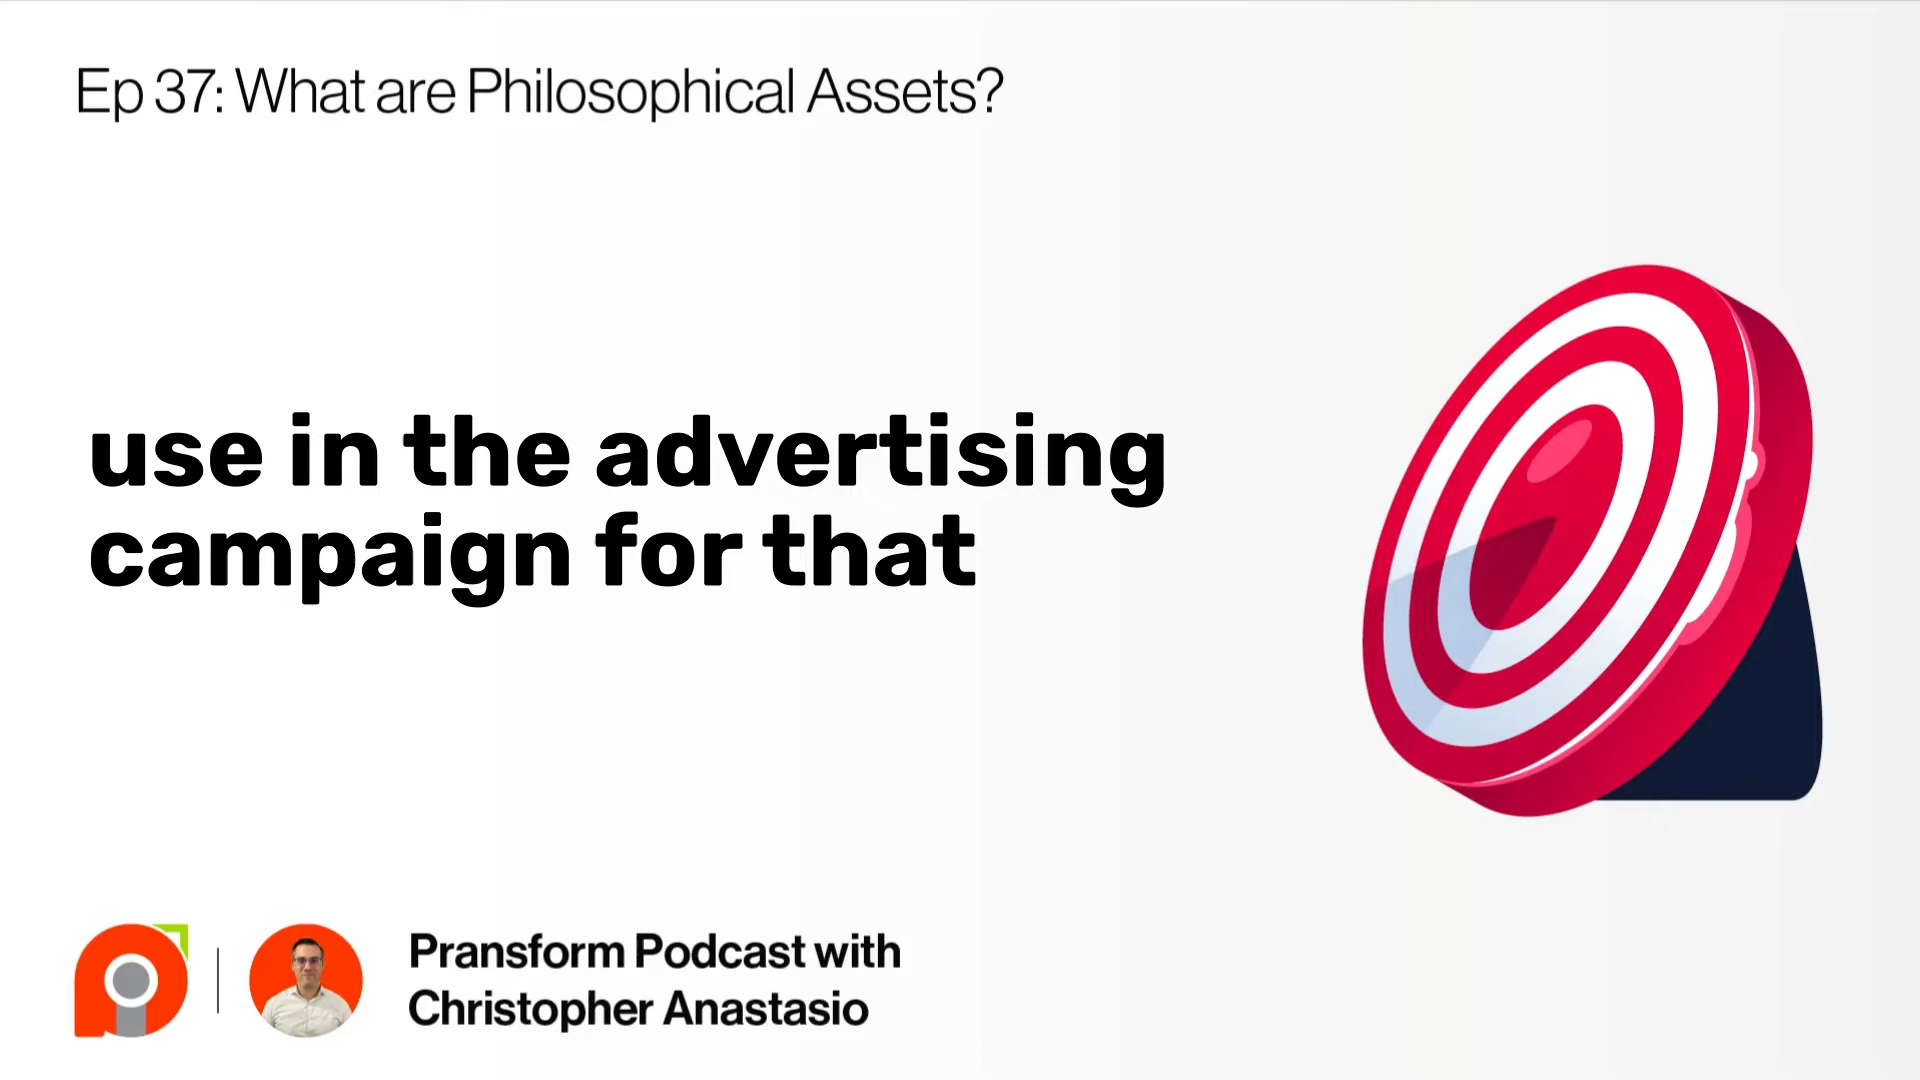 Ep 37: What are Philosophical Assets?
use in the advertising
campaign for that
Pransform Podcast with
Christopher Anastasio